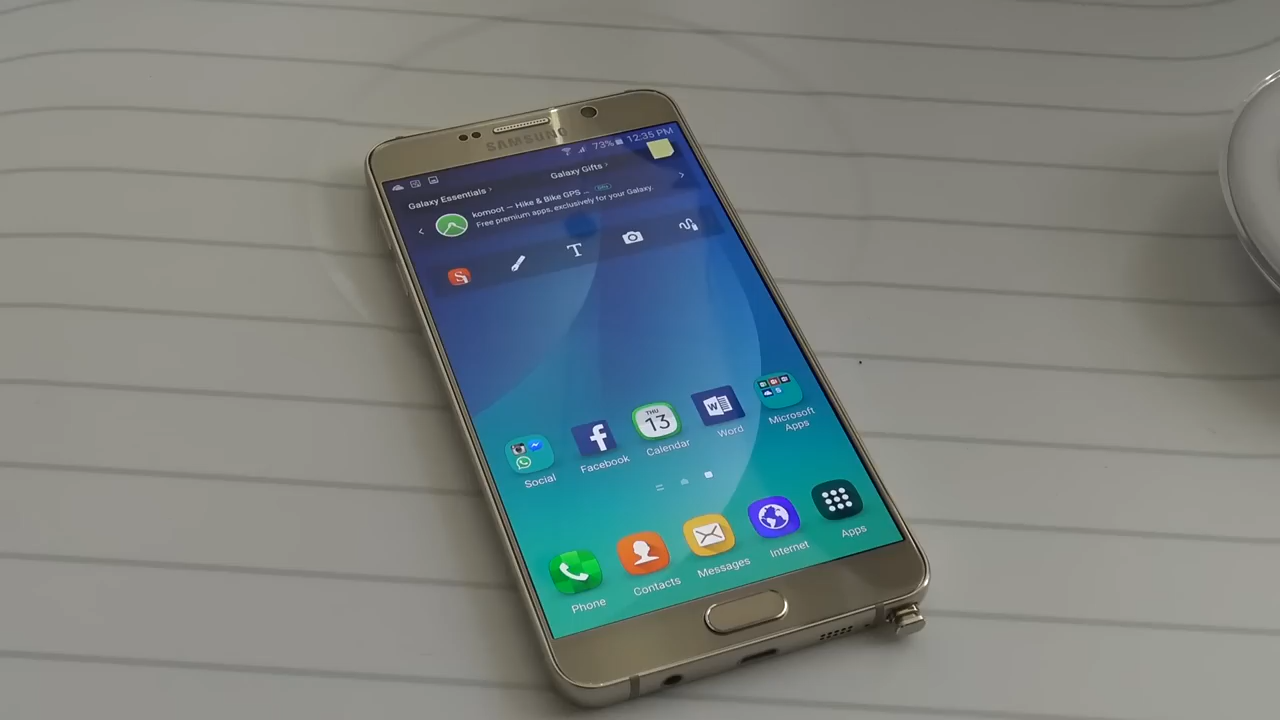 SAMSUNG
73% 12:35 PM
Galaxy Essentials
Galaxy Gifts
komoot — Hike & Bike GPS ...
Free premium apps, exclusively for your Galaxy.
T
THU
13
Social
Facebook
Calendar
Word
Microsoft
Apps
Phone
Contacts
Messages
Internet
Apps